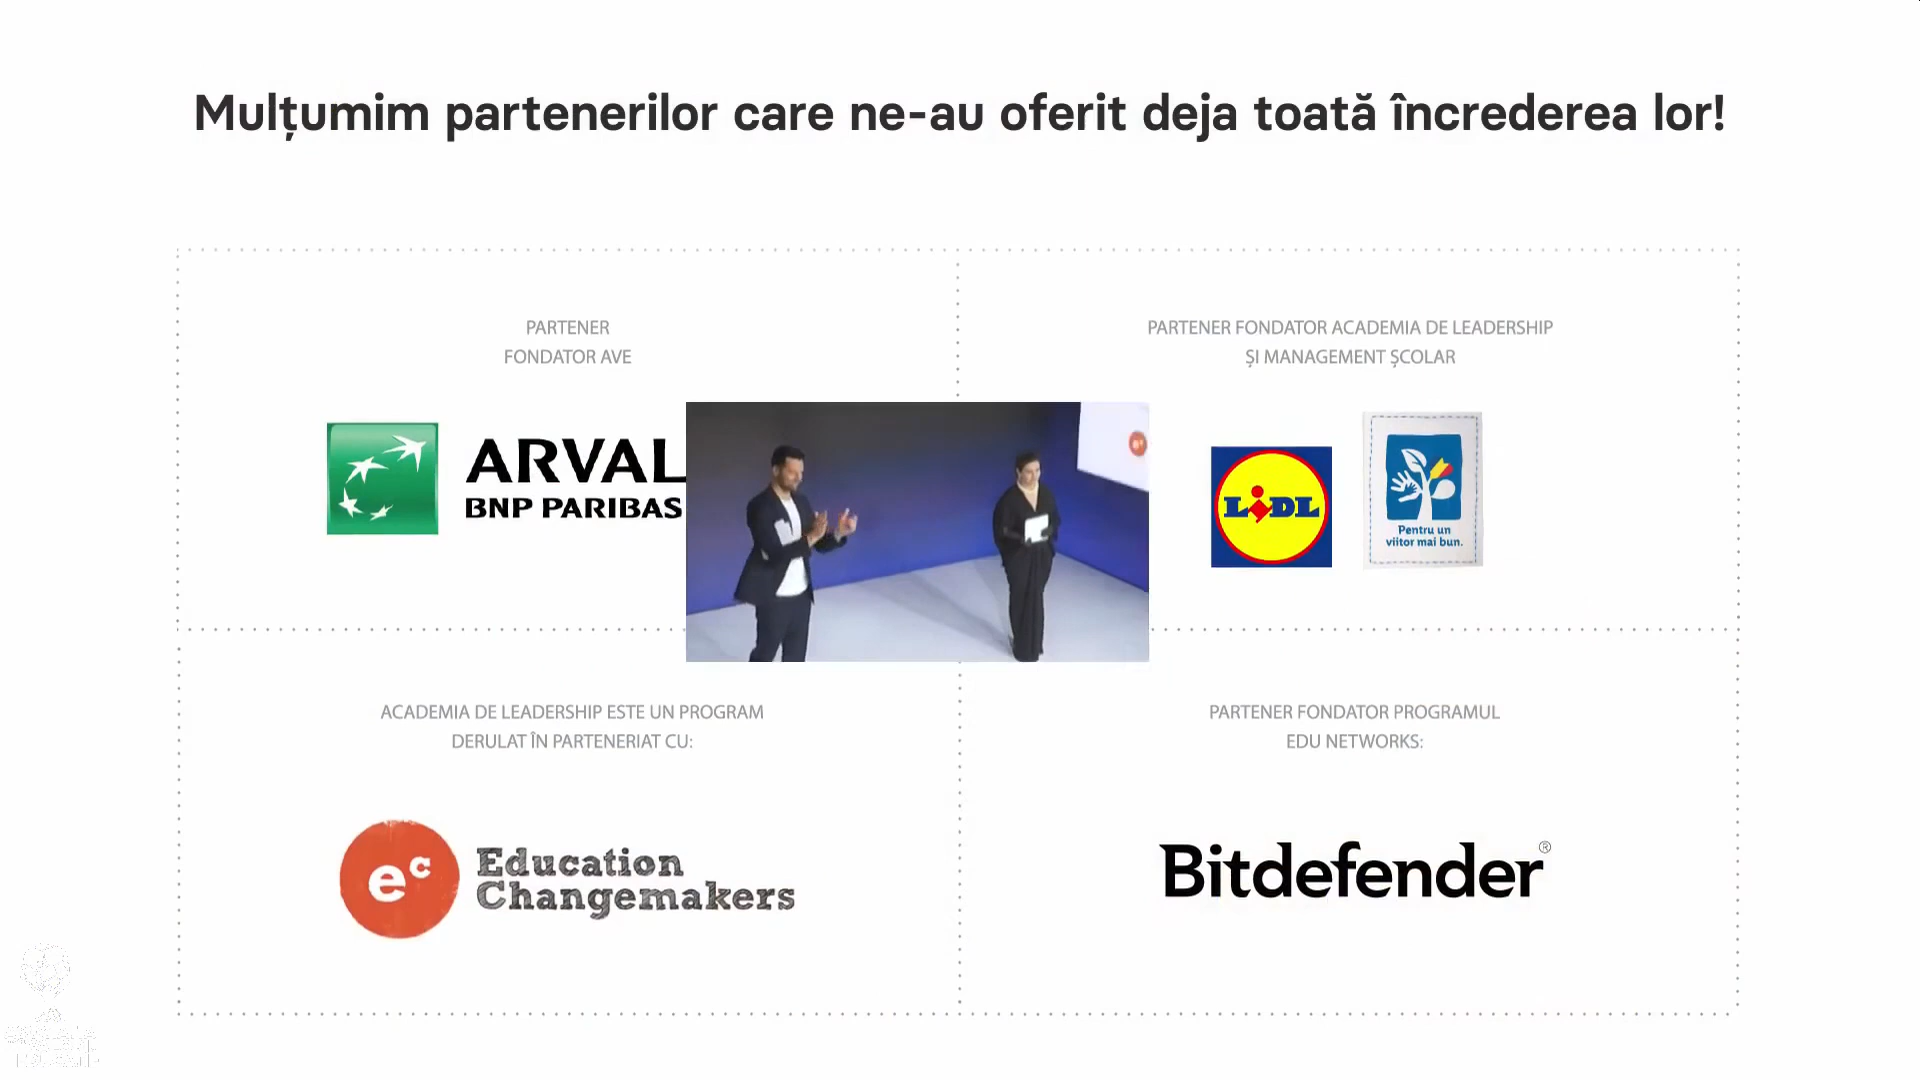 Mulțumim partenerilor care ne-au oferit deja toată încrederea lor!
PARTENER
FONDATOR AVE
ARVAL
BNP PARIBAS
PARTENER FONDATOR ACADEMIA DE LEADERSHIP
ȘI MANAGEMENT ȘCOLAR
LiDL
Pentru un
viitor mai bun.
ec
ACADEMIA DE LEADERSHIP ESTE UN PROGRAM
DERULAT ÎN PARTENERIAT CU:
ec
Education
Changemakers
PARTENER FONDATOR PROGRAMUL
EDU NETWORKS:
Bitdefender®